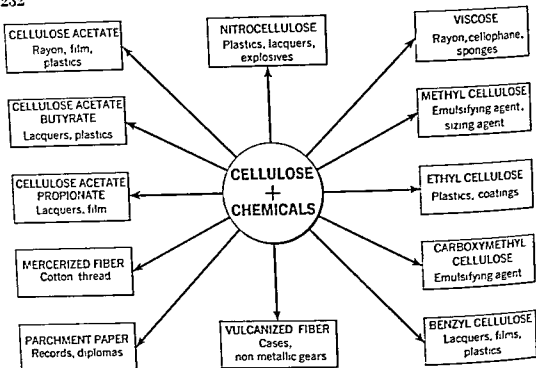 232
CELLULOSE ACETATE
Rayon, film,
plastics
NITROCELLULOSE
Plastics, lacquers,
explosives
VISCOSE
Rayon, cellophane,
sponges
CELLULOSE ACETATE
BUTYRATE
Lacquers, plastics
METHYL CELLULOSE
Emulsifying agent,
sizing agent
CELLULOSE ACETATE
PROPIONATE
Lacquers, film
CELLULOSE
+
CHEMICALS
ETHYL CELLULOSE
Plastics, coatings
MERCERIZED FIBER
Cotton thread
CARBOXYMETHYL
CELLULOSE
Emulsifying agent
PARCHMENT PAPER
Records, diplomas
VULCANIZED FIBER
Cases,
non metallic gears
BENZYL CELLULOSE
Lacquers, films,
plastics